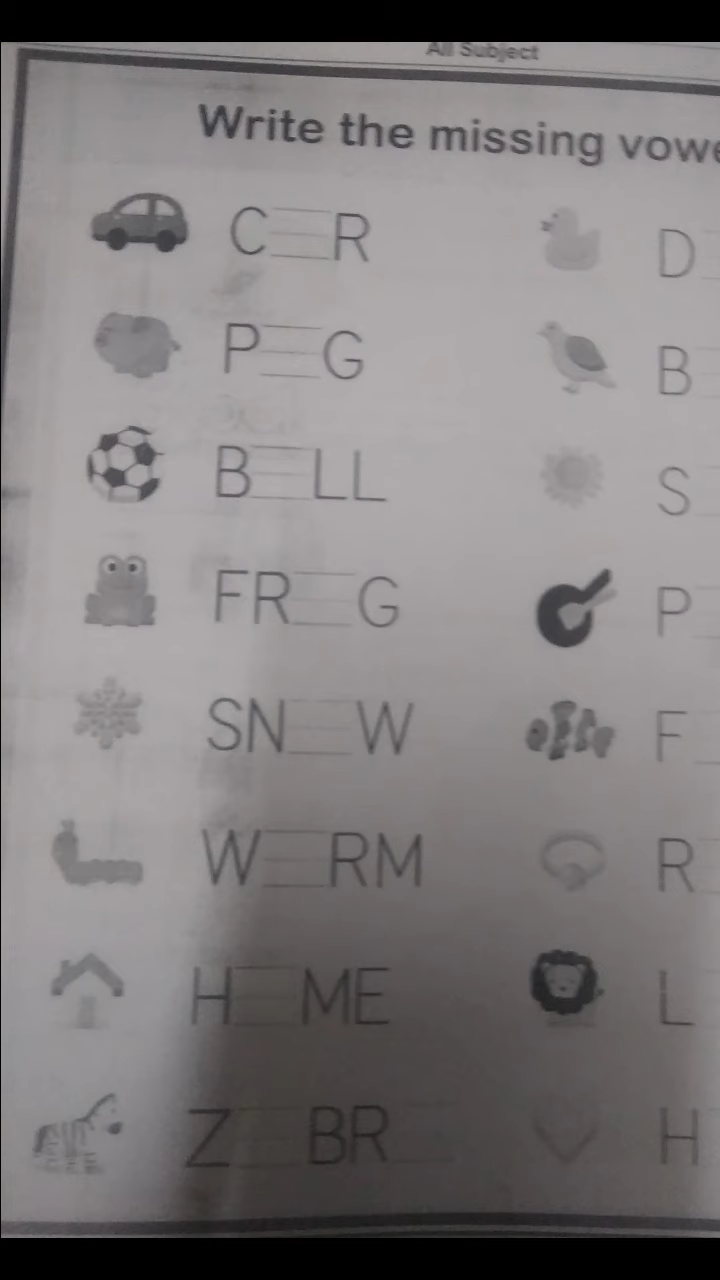 All Subject
Write the missing vowe
C R D
P G B
B LL S
FR G P
SN W F
W RM R
H ME L
Z BR H